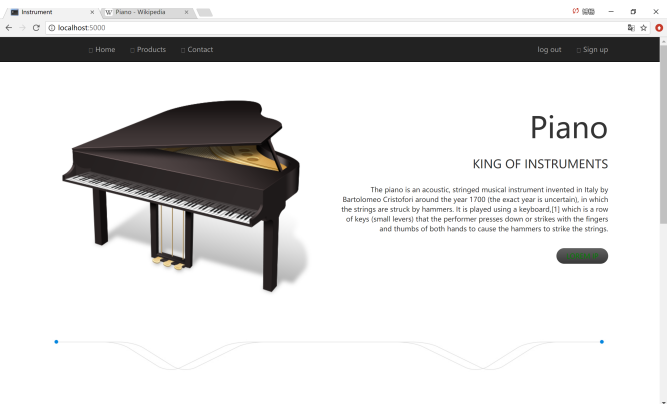 Instrument
Piano - Wikipedia
localhost:5000
Home Products Contact log out Sign up
Piano
KING OF INSTRUMENTS
The piano is an acoustic, stringed musical instrument invented in Italy by
Bartolomeo Cristofori around the year 1700 (the exact year is uncertain), in which
the strings are struck by hammers. It is played using a keyboard,[1] which is a row
of keys (small levers) that the performer presses down or strikes with the fingers
and thumbs of both hands to cause the hammers to strike the strings.